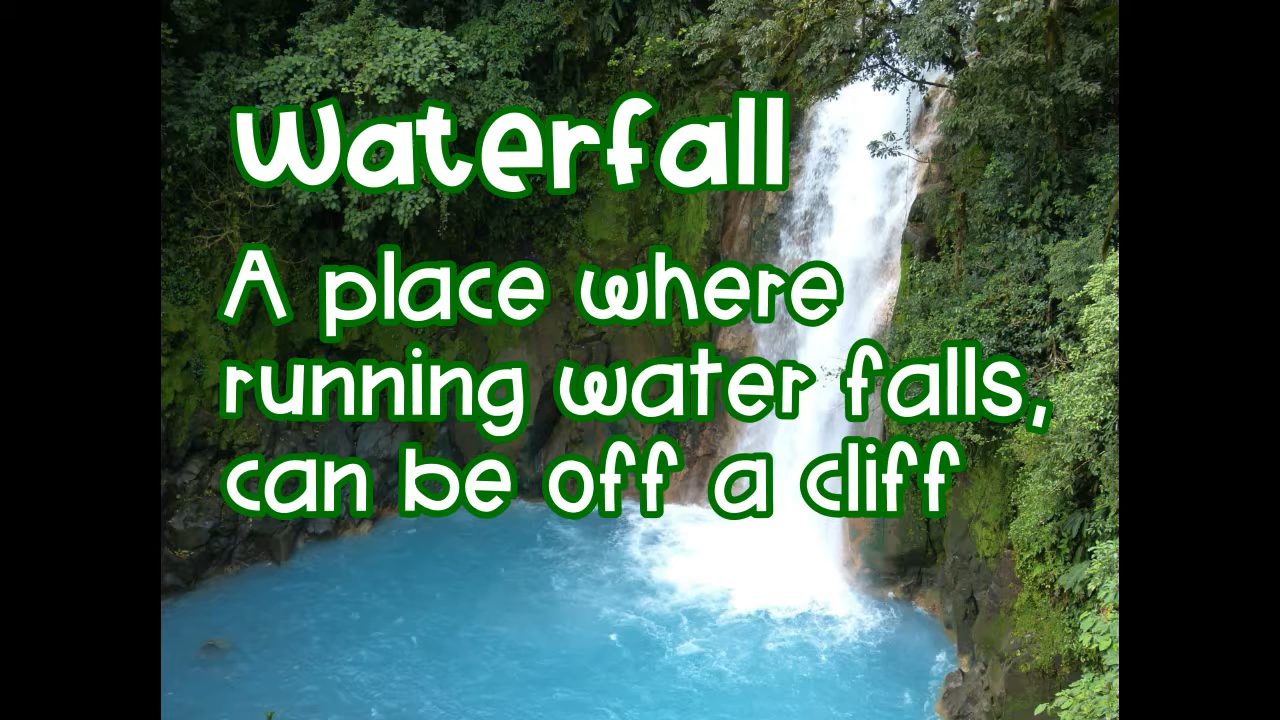 Waterfall
A place where
running water falls,
can be off a cliff